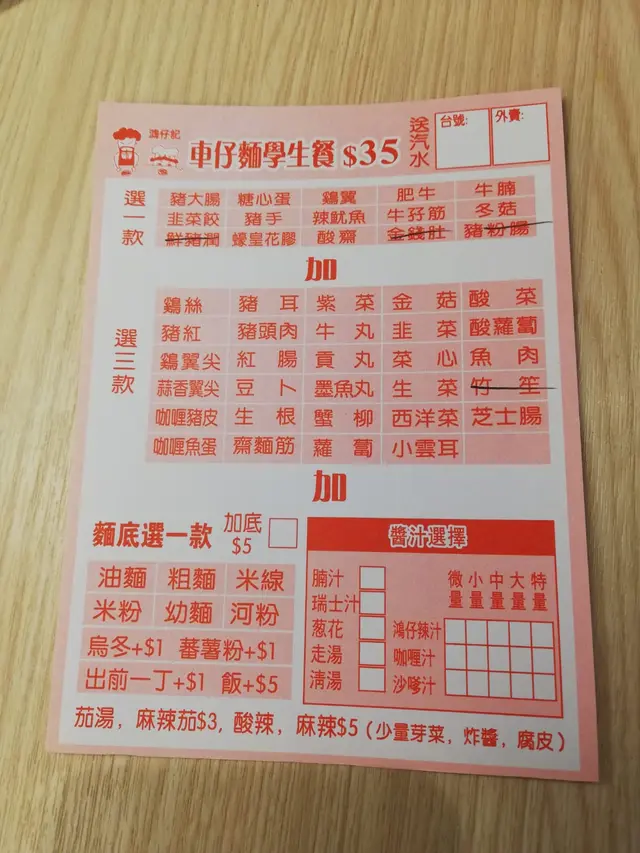 鴻仔記
車仔麵學生餐 $35
送汽水
台號:
外賣:
選一款
豬大腸 糖心蛋 鷄翼 肥牛 牛腩
韭菜餃 豬手 辣魷魚 牛孖筋 冬菇
鮮豬潤 蠔皇花膠 酸齋 金錢肚 豬粉腸
加
選三款
鷄絲 豬耳 紫菜 金菇 酸菜
豬紅 豬頭肉 牛丸 韭菜 酸蘿蔔
鷄翼尖 紅腸 貢丸 菜心 魚肉
蒜香翼尖 豆卜 墨魚丸 生菜 竹笙
咖喱豬皮 生根 蟹柳 西洋菜 芝士腸
咖喱魚蛋 齋麵筋 蘿蔔 小雲耳
加
麵底選一款
加底 $5
油麵 粗麵 米線
米粉 幼麵 河粉
烏冬+$1 蕃薯粉+$1
出前一丁+$1 飯+$5
醬汁選擇
腩汁
瑞士汁
葱花
走湯
淸湯
微量 小量 中量 大量 特量
鴻仔辣汁
咖喱汁
沙嗲汁
茄湯, 麻辣茄$3, 酸辣, 麻辣$5 (少量芽菜, 炸醬, 腐皮)